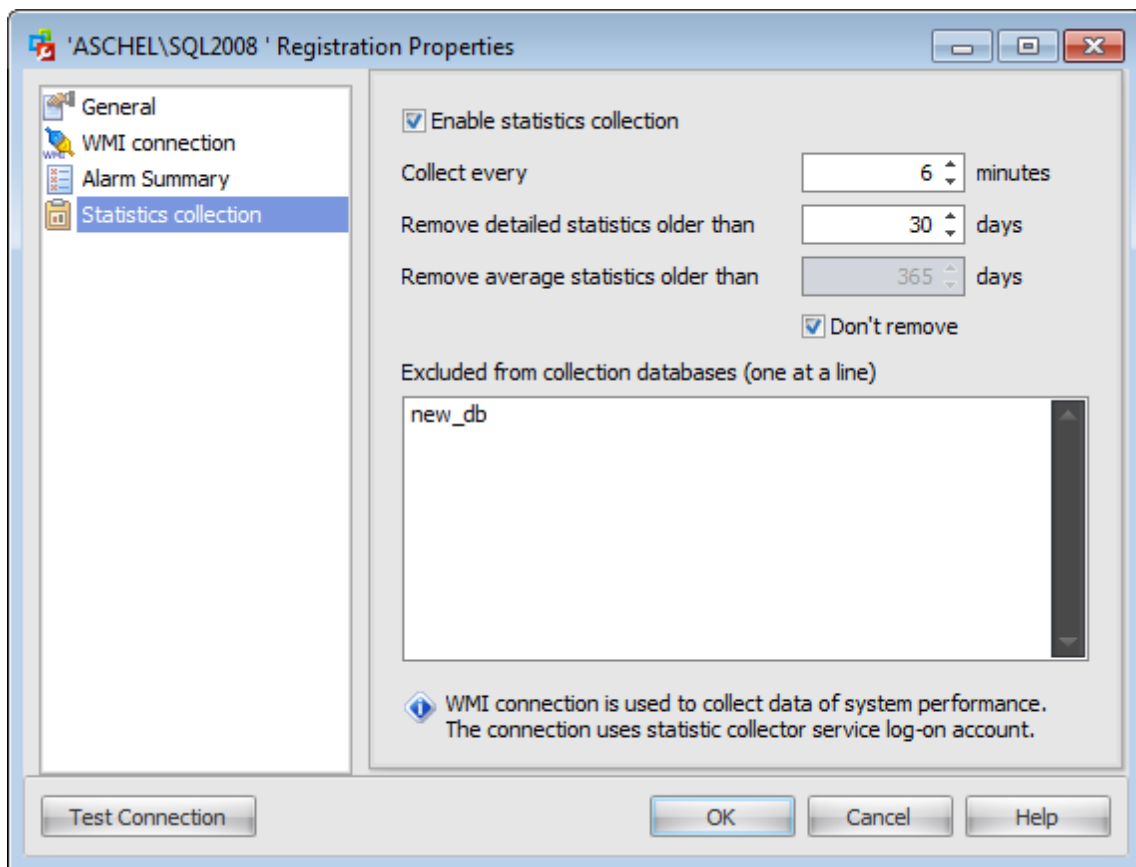 'ASCHEL\SQL2008 ' Registration Properties
General
WMI connection
Alarm Summary
Statistics collection
Enable statistics collection
Collect every 6 minutes
Remove detailed statistics older than 30 days
Remove average statistics older than 365 days
Don't remove
Excluded from collection databases (one at a line)
new_db
WMI connection is used to collect data of system performance.
The connection uses statistic collector service log-on account.
Test Connection OK Cancel Help